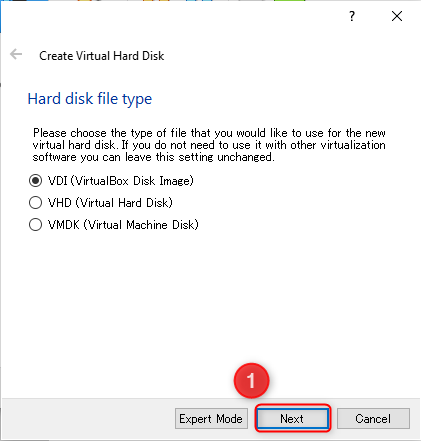 ?
Create Virtual Hard Disk
Hard disk file type
Please choose the type of file that you would like to use for the new
virtual hard disk. If you do not need to use it with other virtualization
software you can leave this setting unchanged.
VDI (VirtualBox Disk Image)
VHD (Virtual Hard Disk)
VMDK (Virtual Machine Disk)
1
Expert Mode Next Cancel